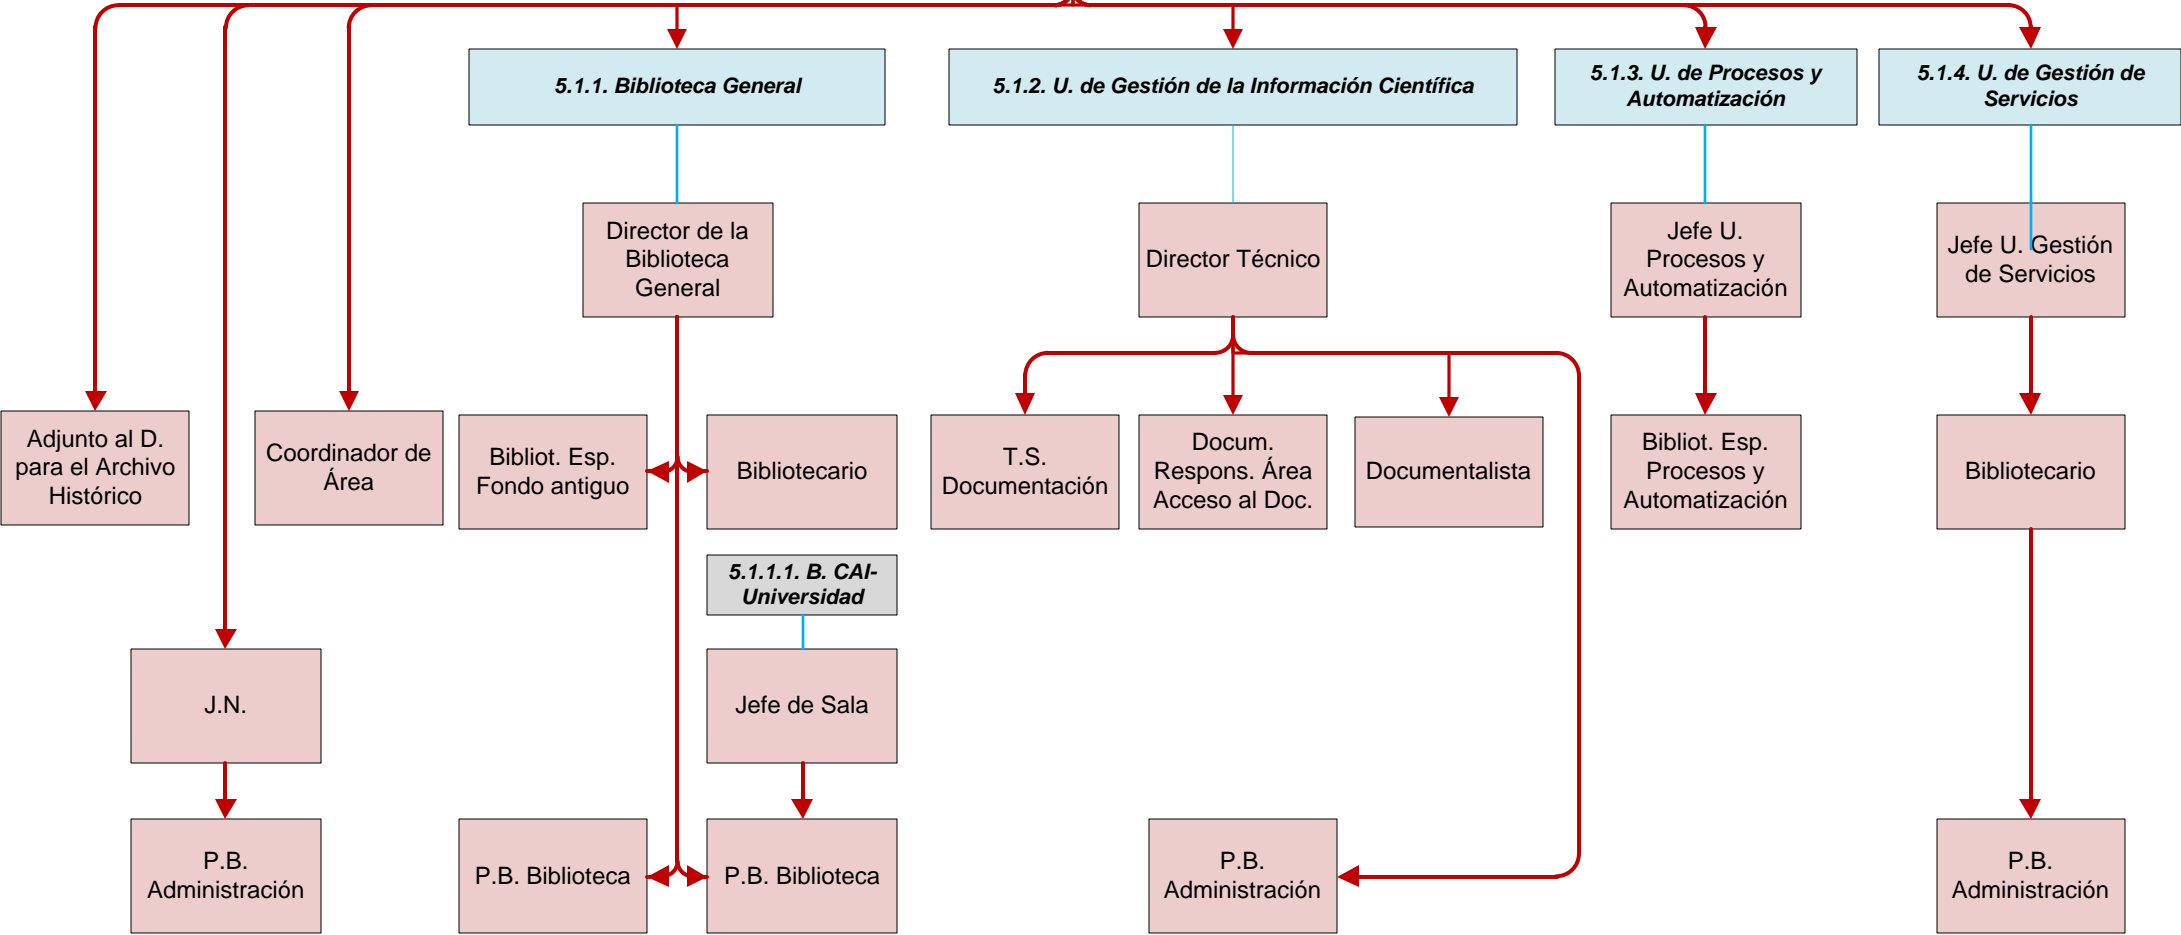 5.1.1. Biblioteca General
5.1.2. U. de Gestión de la Información Científica
5.1.3. U. de Procesos y
Automatización
5.1.4. U. de Gestión de
Servicios
Director de la
Biblioteca
General
Director Técnico
Jefe U.
Procesos y
Automatización
Jefe U. Gestión
de Servicios
Adjunto al D.
para el Archivo
Histórico
Coordinador de
Área
Bibliot. Esp.
Fondo antiguo
Bibliotecario
T.S.
Documentación
Docum.
Respons. Área
Acceso al Doc.
Documentalista
Bibliot. Esp.
Procesos y
Automatización
Bibliotecario
5.1.1.1. B. CAI-
Universidad
J.N.
Jefe de Sala
P.B.
Administración
P.B. Biblioteca
P.B. Biblioteca
P.B.
Administración
P.B.
Administración